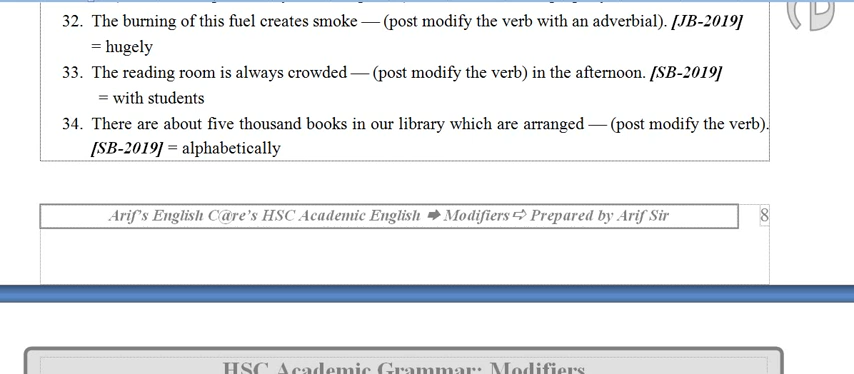 32. The burning of this fuel creates smoke — (post modify the verb with an adverbial). [JB-2019]
= hugely
33. The reading room is always crowded — (post modify the verb) in the afternoon. [SB-2019]
= with students
34. There are about five thousand books in our library which are arranged — (post modify the verb).
[SB-2019] = alphabetically
Arif's English C@re's HSC Academic English ➡ Modifiers ➪ Prepared by Arif Sir
8
HSC Academic Grammar: Modifiers